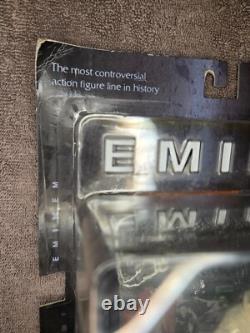 The most controversial
action figure line in history
EMI
EMINEM